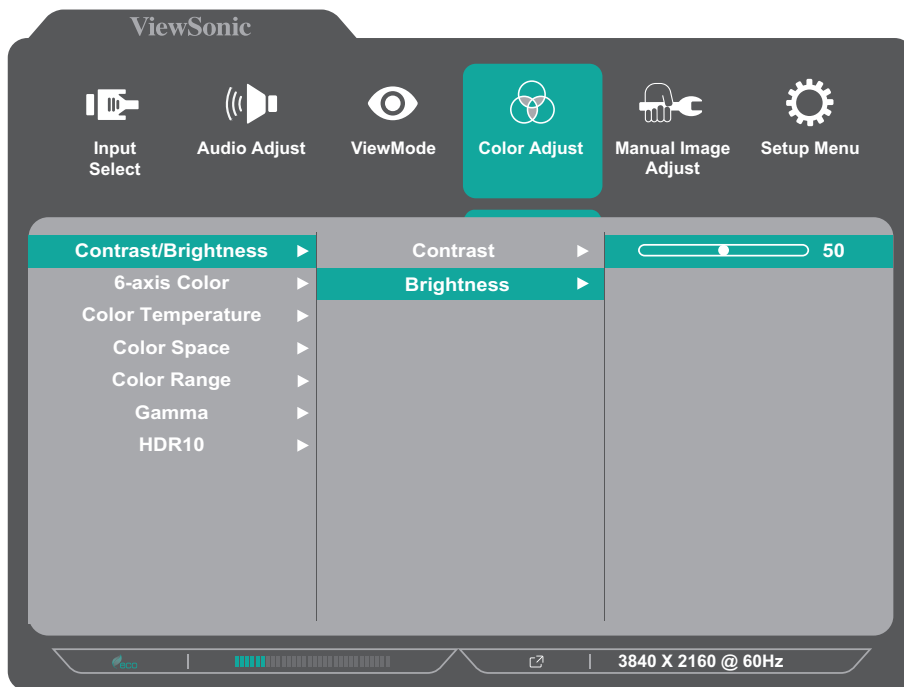 ViewSonic
Input Select
Audio Adjust
ViewMode
Color Adjust
Manual Image Adjust
Setup Menu
Contrast/Brightness
Contrast
50
6-axis Color
Brightness
Color Temperature
Color Space
Color Range
Gamma
HDR10
eco
3840 X 2160 @ 60Hz